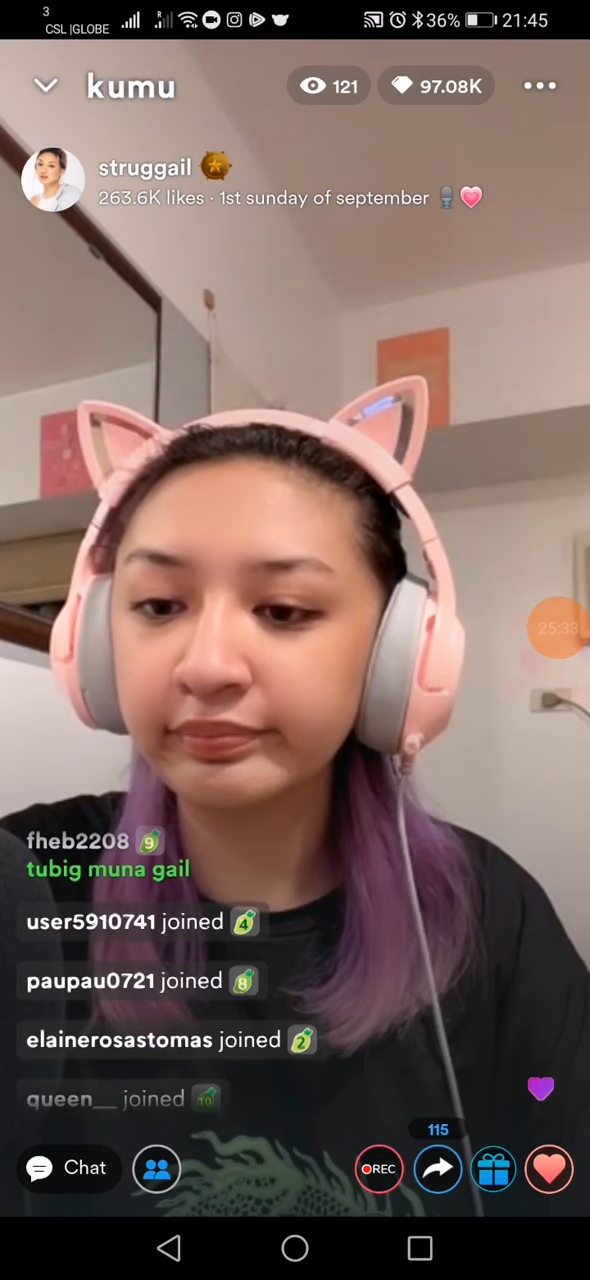 3
CSL |GLOBE
R
36%
21:45
kumu
121
97.08K
struggail
263.6K likes · 1st sunday of september
25:33
fheb2208 9
tubig muna gail
user5910741 joined 4
paupau0721 joined 8
elainerosastomas joined 2
queen__ joined 10
115
Chat
REC